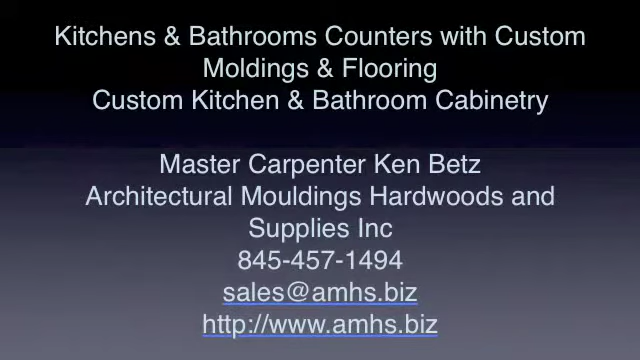 Kitchens & Bathrooms Counters with Custom
Moldings & Flooring
Custom Kitchen & Bathroom Cabinetry
Master Carpenter Ken Betz
Architectural Mouldings Hardwoods and
Supplies Inc
845-457-1494
sales@amhs.biz
http://www.amhs.biz